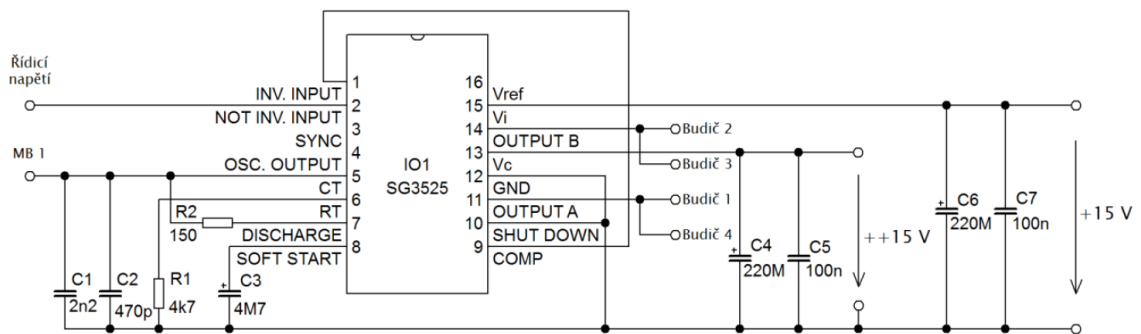 Řídicí
napětí
MB 1
1
2
3
4
5
6
7
8
16
15
14
13
12
11
10
9
INV. INPUT
NOT INV. INPUT
SYNC
OSC. OUTPUT
CT
RT
DISCHARGE
SOFT START
IO1
SG3525
Vref
Vi
OUTPUT B
Vc
GND
OUTPUT A
SHUT DOWN
COMP
Budič 2
Budič 3
Budič 1
Budič 4
R2
150
C1
2n2
C2
470p
R1
4k7
+
C3
4M7
+
C4
220M
C5
100n
++15 V
+
C6
220M
C7
100n
+15 V